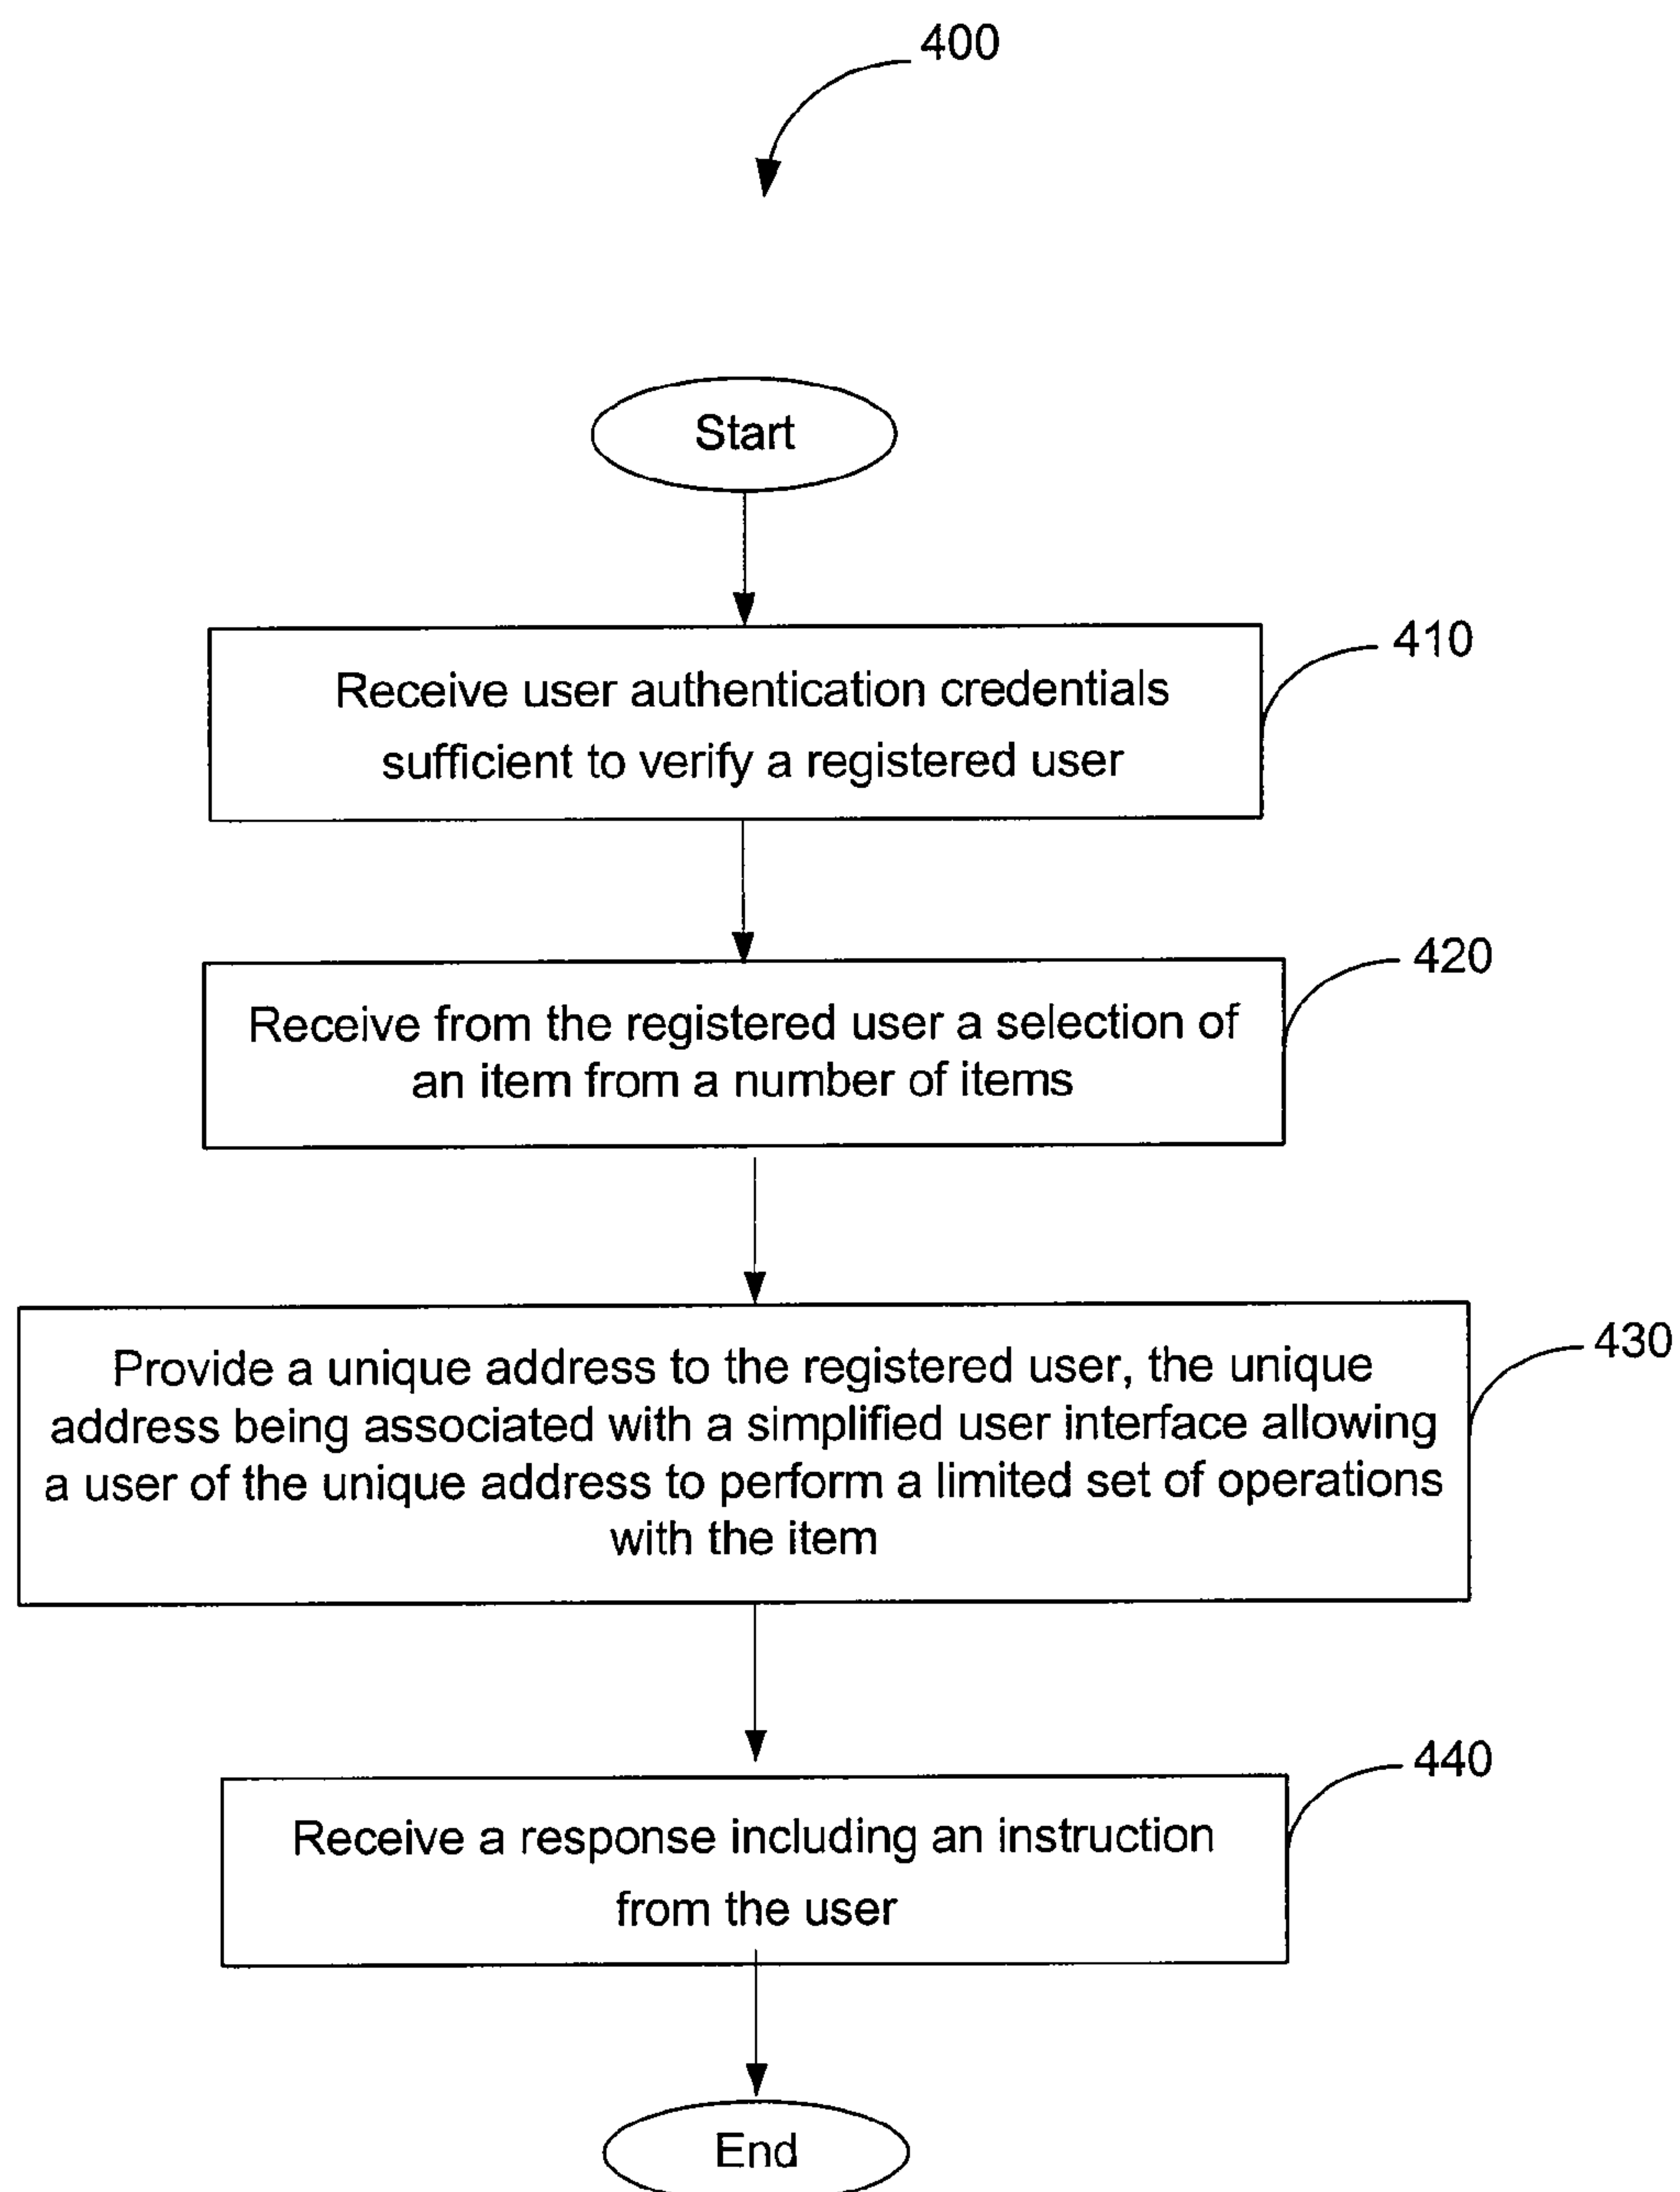 400
Start
410
Receive user authentication credentials
sufficient to verify a registered user
420
Receive from the registered user a selection of
an item from a number of items
430
Provide a unique address to the registered user, the unique
address being associated with a simplified user interface allowing
a user of the unique address to perform a limited set of operations
with the item
440
Receive a response including an instruction
from the user
End